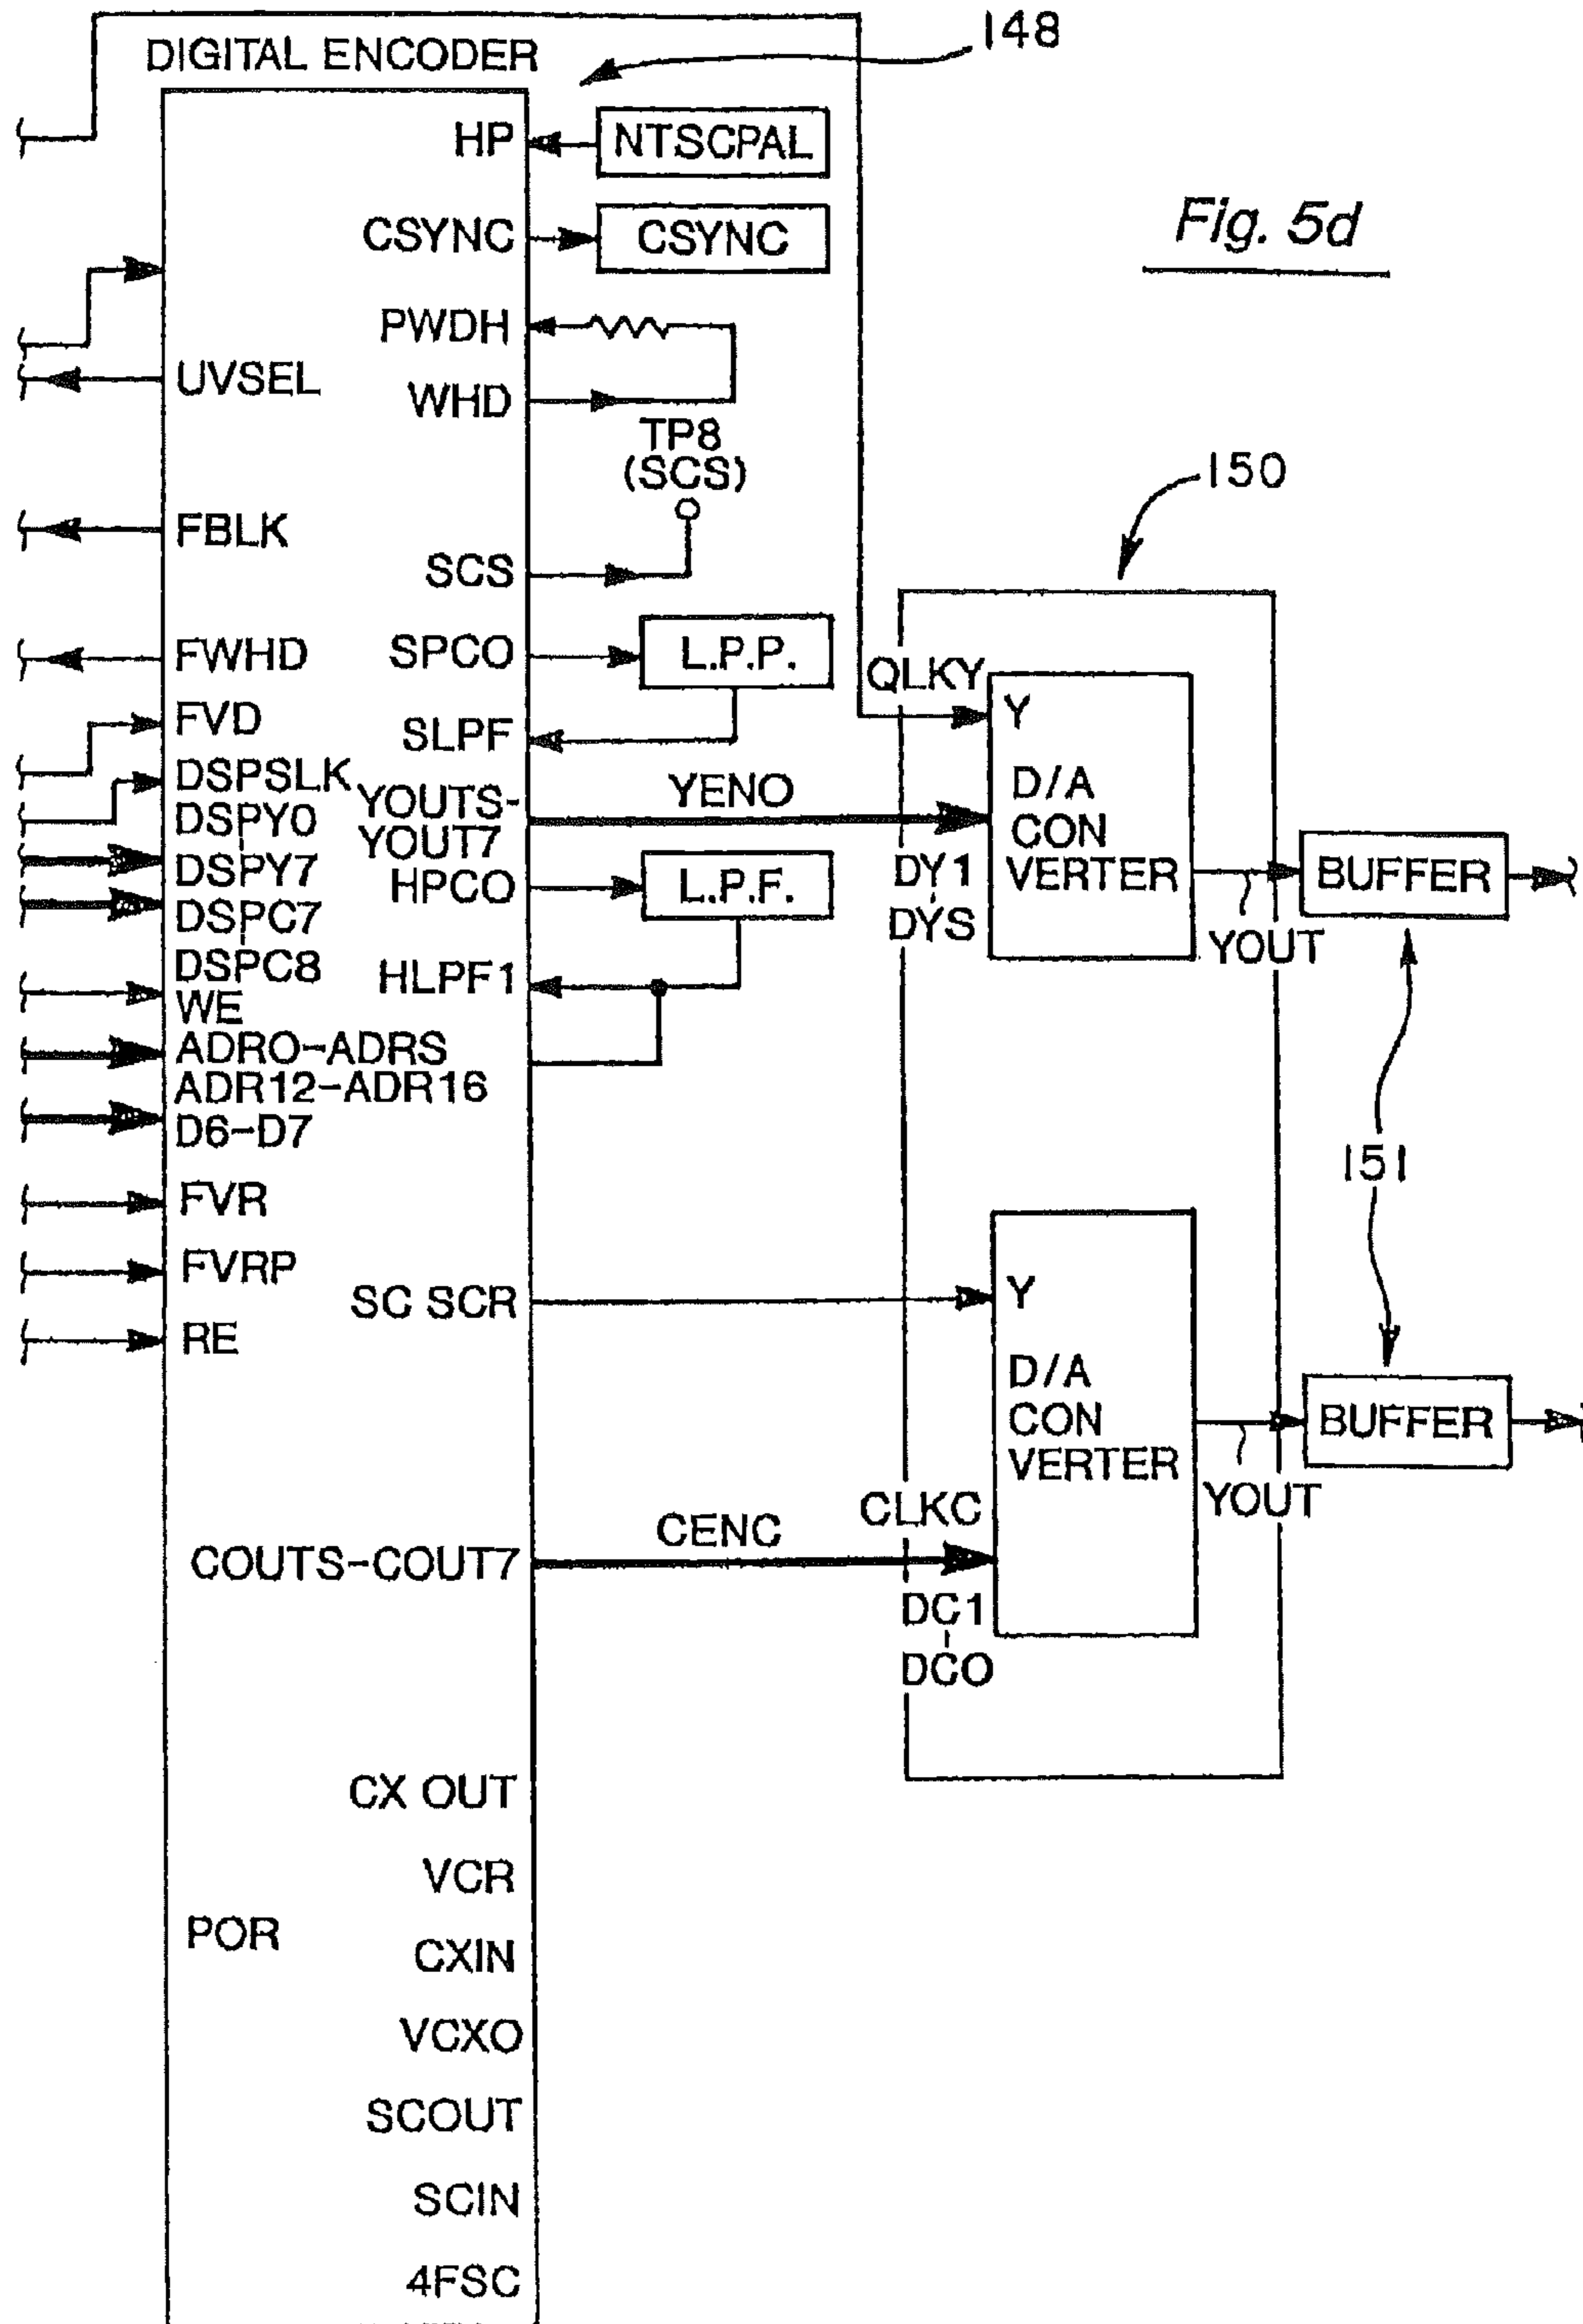 148
DIGITAL ENCODER
HP
NTSCPAL
Fig. 5d
CSYNC
CSYNC
PWDH
UVSEL
WHD
TP8
(SCS)
150
FBLK
SCS
FWHD
SPCO
L.P.P.
QLKY
FVD
SLPF
Y
DSPSLK
DSPY0
DSPY7
DSPC7
DSPC8
WE
YOUTS-
YOUT7
YENO
D/A
CON
VERTER
DY1
DYS
HPCO
L.P.F.
YOUT
BUFFER
HLPF1
ADRO-ADRS
ADR12-ADR16
D6-D7
151
FVR
FVRP
SC SCR
Y
RE
D/A
CON
VERTER
BUFFER
YOUT
CLKC
CENC
COUTS-COUT7
DC1
DCO
CX OUT
VCR
POR
CXIN
VCXO
SCOUT
SCIN
4FSC